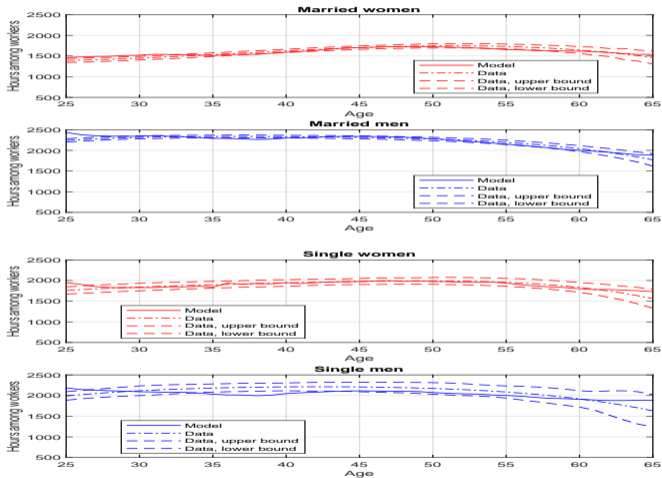 Married women
2500
2000
1500
1000
500
Hours among workers
Model
Data
Data, upper bound
Data, lower bound
25 30 35 40 45 50 55 60 65
Age
Married men
2500
2000
1500
1000
500
Hours among workers
Model
Data
Data, upper bound
Data, lower bound
25 30 35 40 45 50 55 60 65
Age
Single women
2500
2000
1500
1000
500
Hours among workers
Model
Data
Data, upper bound
Data, lower bound
25 30 35 40 45 50 55 60 65
Age
Single men
2500
2000
1500
1000
500
Hours among workers
Model
Data
Data, upper bound
Data, lower bound
25 30 35 40 45 50 55 60 65
Age